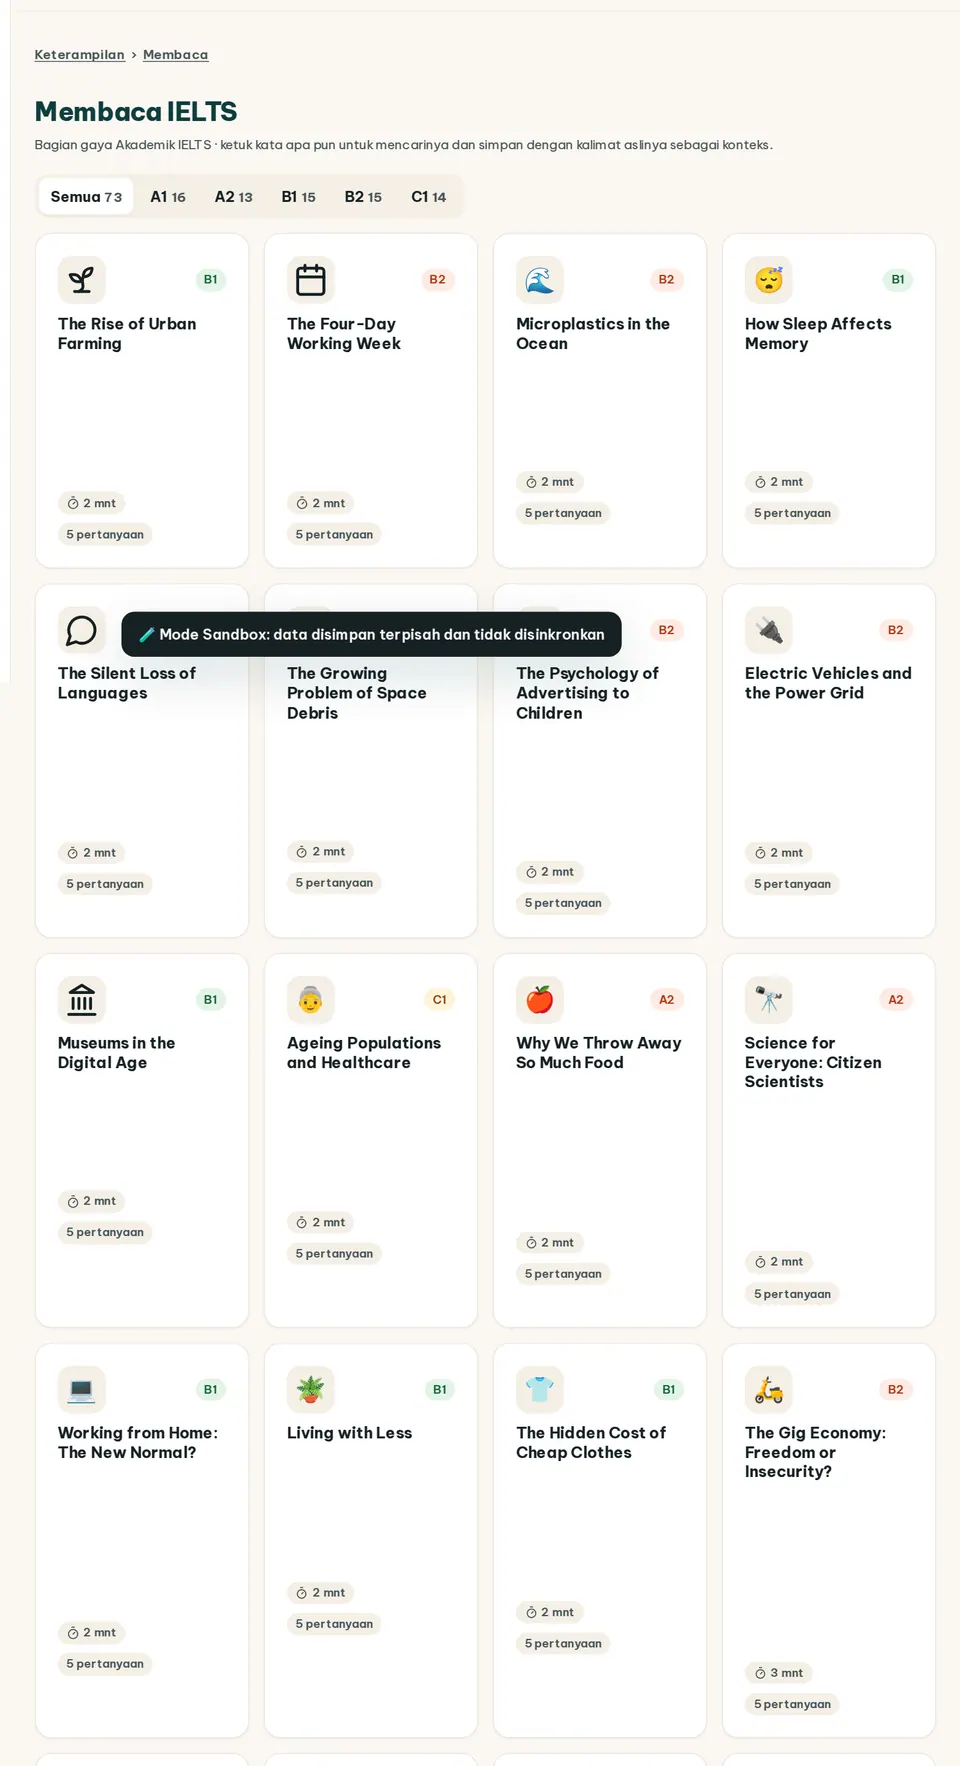 Keterampilan › Membaca
Membaca IELTS
Bagian gaya Akademik IELTS · ketuk kata apa pun untuk mencarinya dan simpan dengan kalimat aslinya sebagai konteks.
Semua 73 A1 16 A2 13 B1 15 B2 15 C1 14
B1
The Rise of Urban
Farming
2 mnt
5 pertanyaan
B2
The Four-Day
Working Week
2 mnt
5 pertanyaan
B2
Microplastics in the
Ocean
2 mnt
5 pertanyaan
B1
How Sleep Affects
Memory
2 mnt
5 pertanyaan
Mode Sandbox: data disimpan terpisah dan tidak disinkronkan
The Silent Loss of
Languages
2 mnt
5 pertanyaan
The Growing
Problem of Space
Debris
2 mnt
5 pertanyaan
B2
The Psychology of
Advertising to
Children
2 mnt
5 pertanyaan
B2
Electric Vehicles and
the Power Grid
2 mnt
5 pertanyaan
B1
Museums in the
Digital Age
2 mnt
5 pertanyaan
C1
Ageing Populations
and Healthcare
2 mnt
5 pertanyaan
A2
Why We Throw Away
So Much Food
2 mnt
5 pertanyaan
A2
Science for
Everyone: Citizen
Scientists
2 mnt
5 pertanyaan
B1
Working from Home:
The New Normal?
2 mnt
5 pertanyaan
B1
Living with Less
2 mnt
5 pertanyaan
B1
The Hidden Cost of
Cheap Clothes
2 mnt
5 pertanyaan
B2
The Gig Economy:
Freedom or
Insecurity?
3 mnt
5 pertanyaan